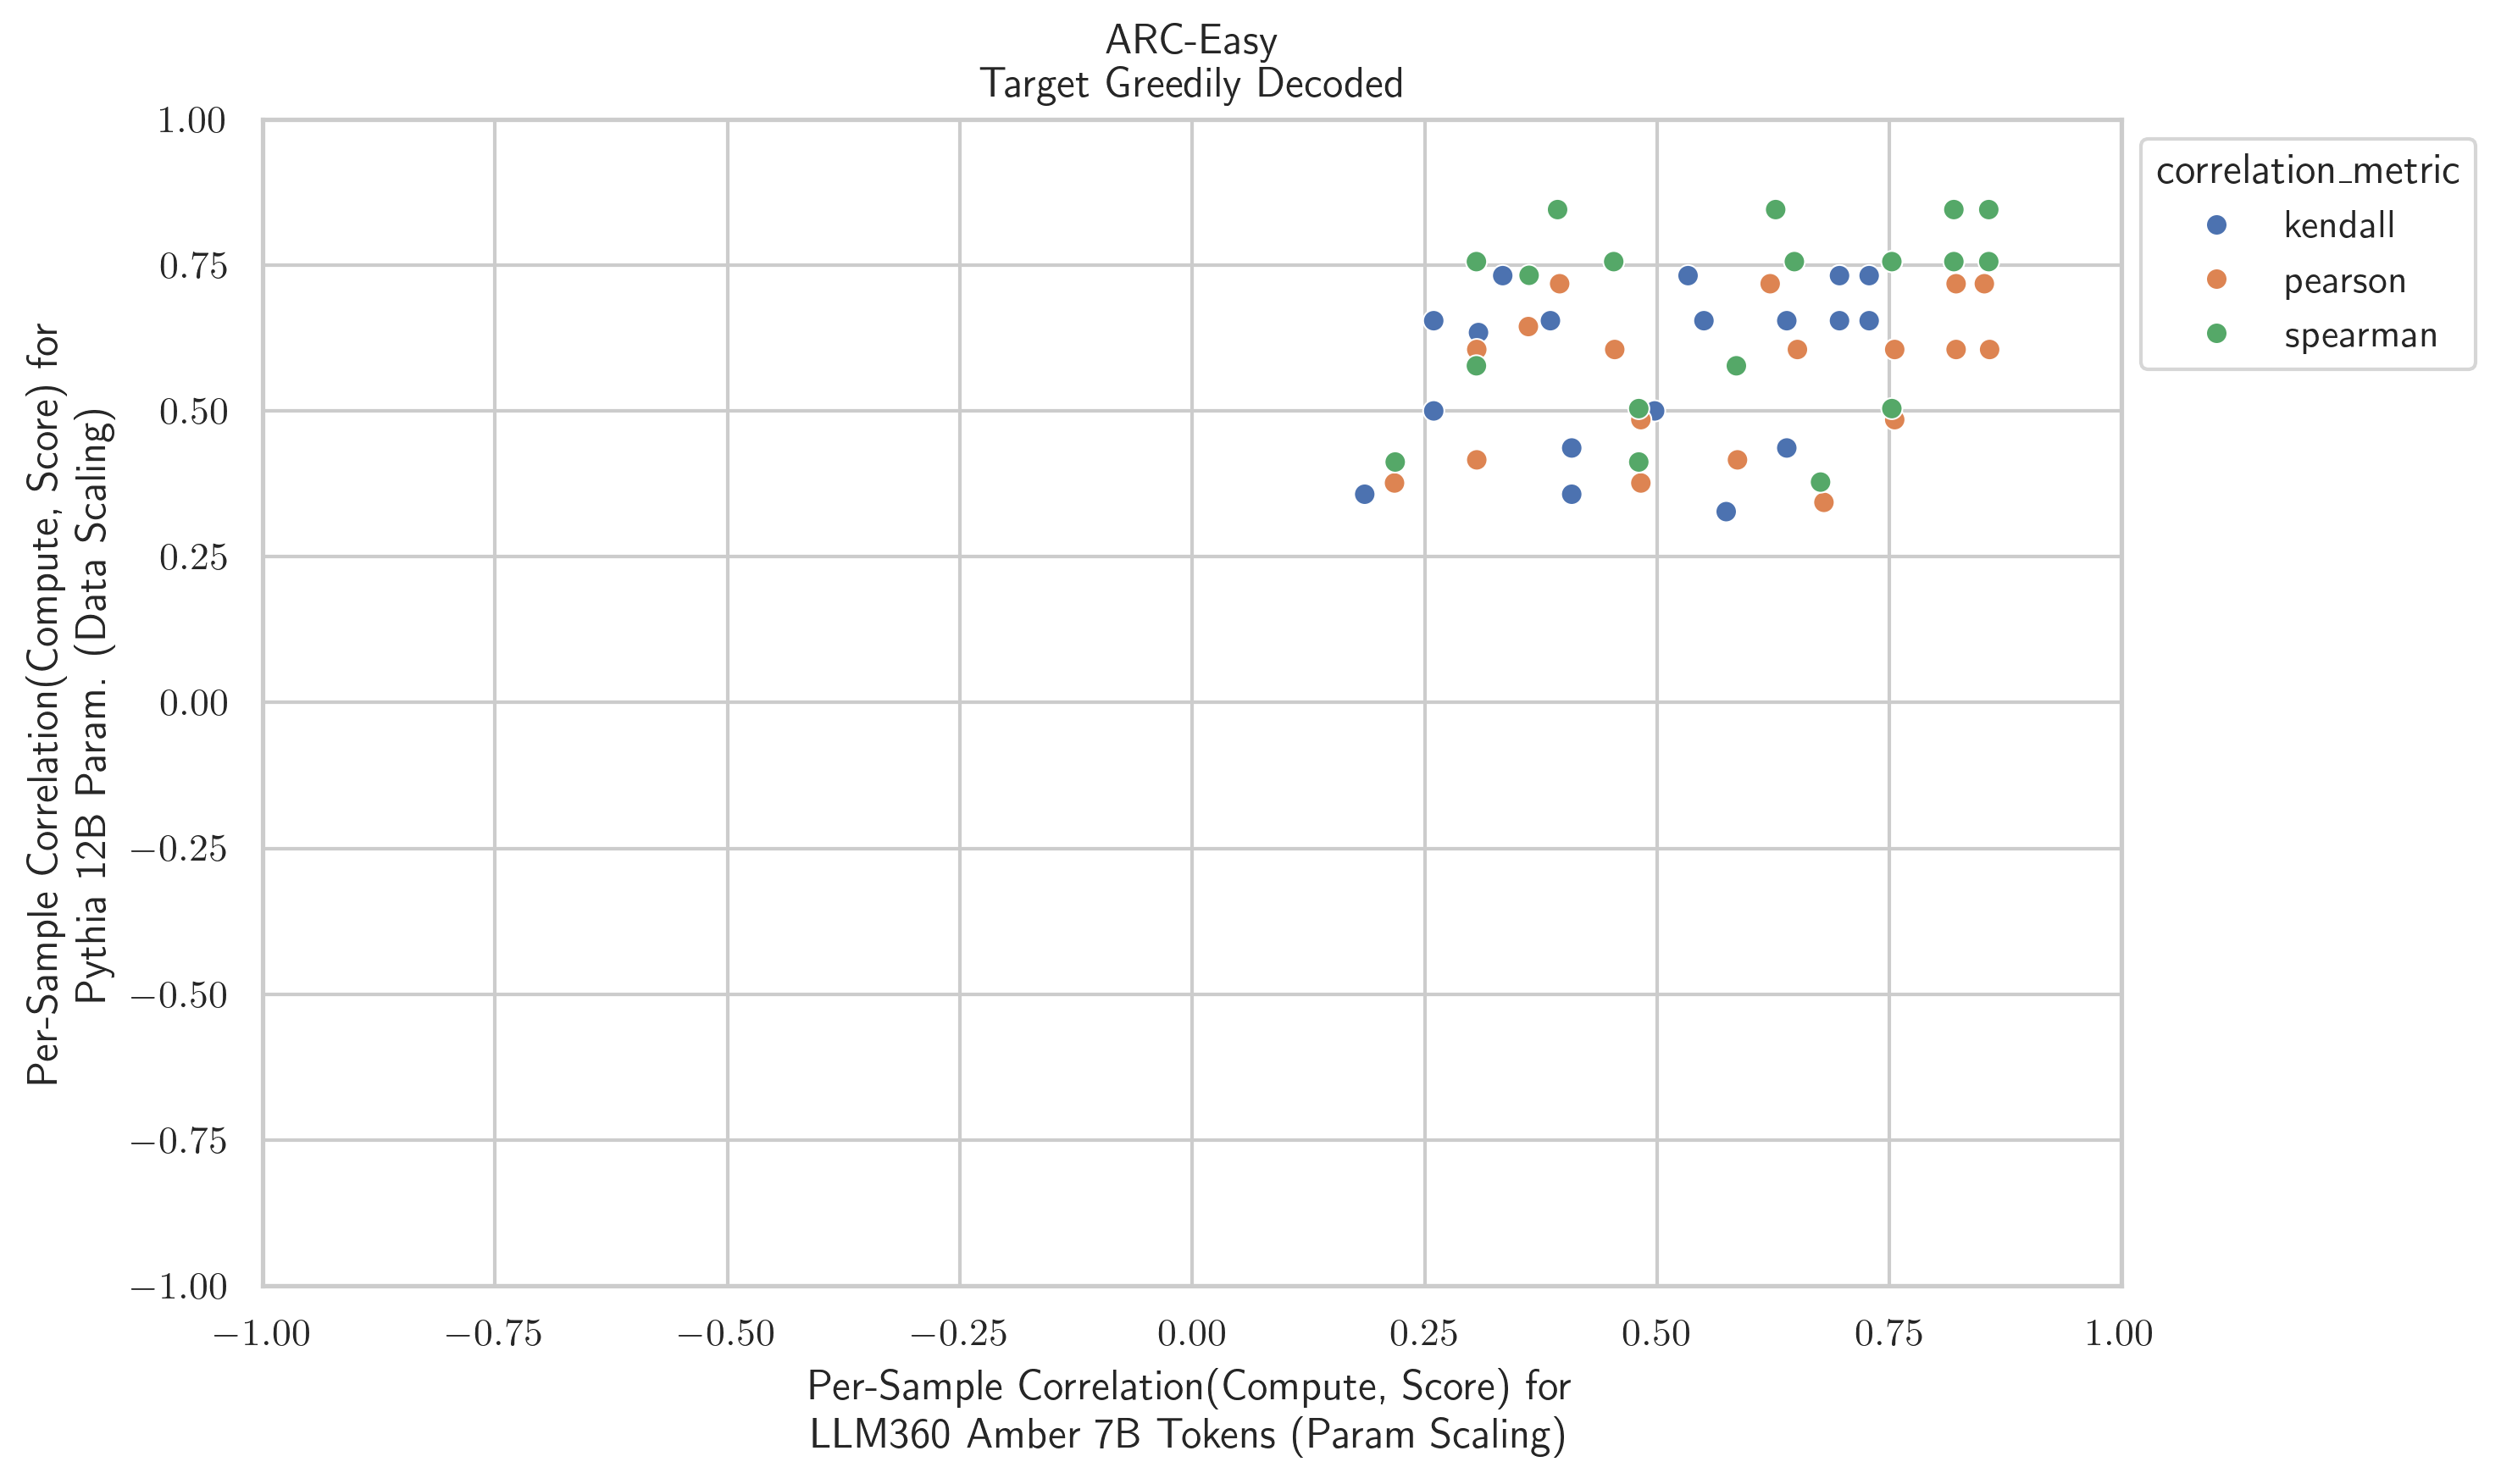 ARC-Easy
Target Greedily Decoded
Per-Sample Correlation(Compute, Score) for
Pythia 12B Param. (Data Scaling)
1.00
0.75
0.50
0.25
0.00
−0.25
−0.50
−0.75
−1.00
−1.00
−0.75
−0.50
−0.25
0.00
0.25
0.50
0.75
1.00
Per-Sample Correlation(Compute, Score) for
LLM360 Amber 7B Tokens (Param Scaling)
correlation_metric
kendall
pearson
spearman